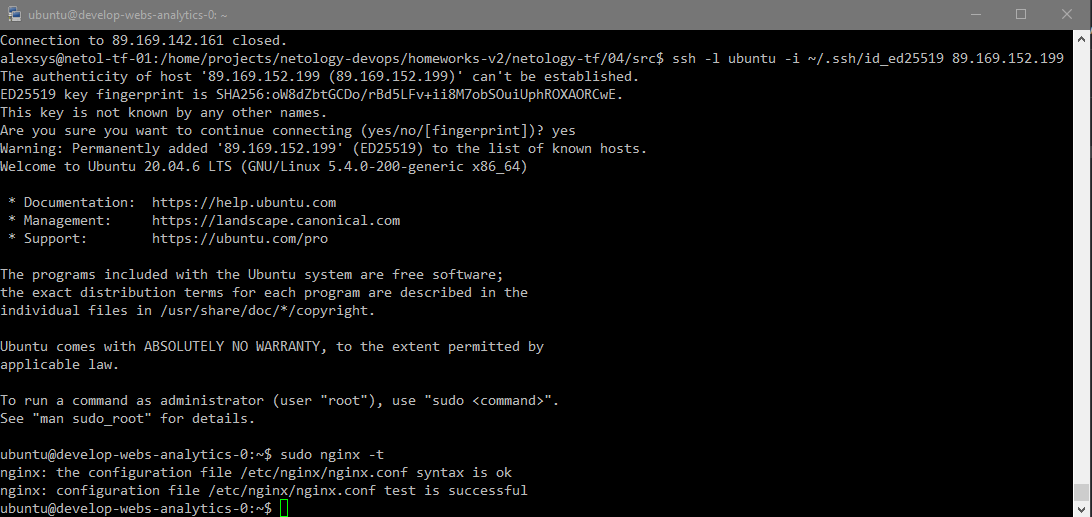 ubuntu@develop-webs-analytics-0: ~
Connection to 89.169.142.161 closed.
alexsys@netol-tf-01:/home/projects/netology-devops/homeworks-v2/netology-tf/04/src$ ssh -l ubuntu -i ~/.ssh/id_ed25519 89.169.152.199
The authenticity of host '89.169.152.199 (89.169.152.199)' can't be established.
ED25519 key fingerprint is SHA256:oW8dZbtGCDo/rBd5LFv+ii8M7obSOuiUphROXAORCwE.
This key is not known by any other names.
Are you sure you want to continue connecting (yes/no/[fingerprint])? yes
Warning: Permanently added '89.169.152.199' (ED25519) to the list of known hosts.
Welcome to Ubuntu 20.04.6 LTS (GNU/Linux 5.4.0-200-generic x86_64)
* Documentation: https://help.ubuntu.com
* Management: https://landscape.canonical.com
* Support: https://ubuntu.com/pro
The programs included with the Ubuntu system are free software;
the exact distribution terms for each program are described in the
individual files in /usr/share/doc/*/copyright.
Ubuntu comes with ABSOLUTELY NO WARRANTY, to the extent permitted by
applicable law.
To run a command as administrator (user "root"), use "sudo <command>".
See "man sudo_root" for details.
ubuntu@develop-webs-analytics-0:~$ sudo nginx -t
nginx: the configuration file /etc/nginx/nginx.conf syntax is ok
nginx: configuration file /etc/nginx/nginx.conf test is successful
ubuntu@develop-webs-analytics-0:~$